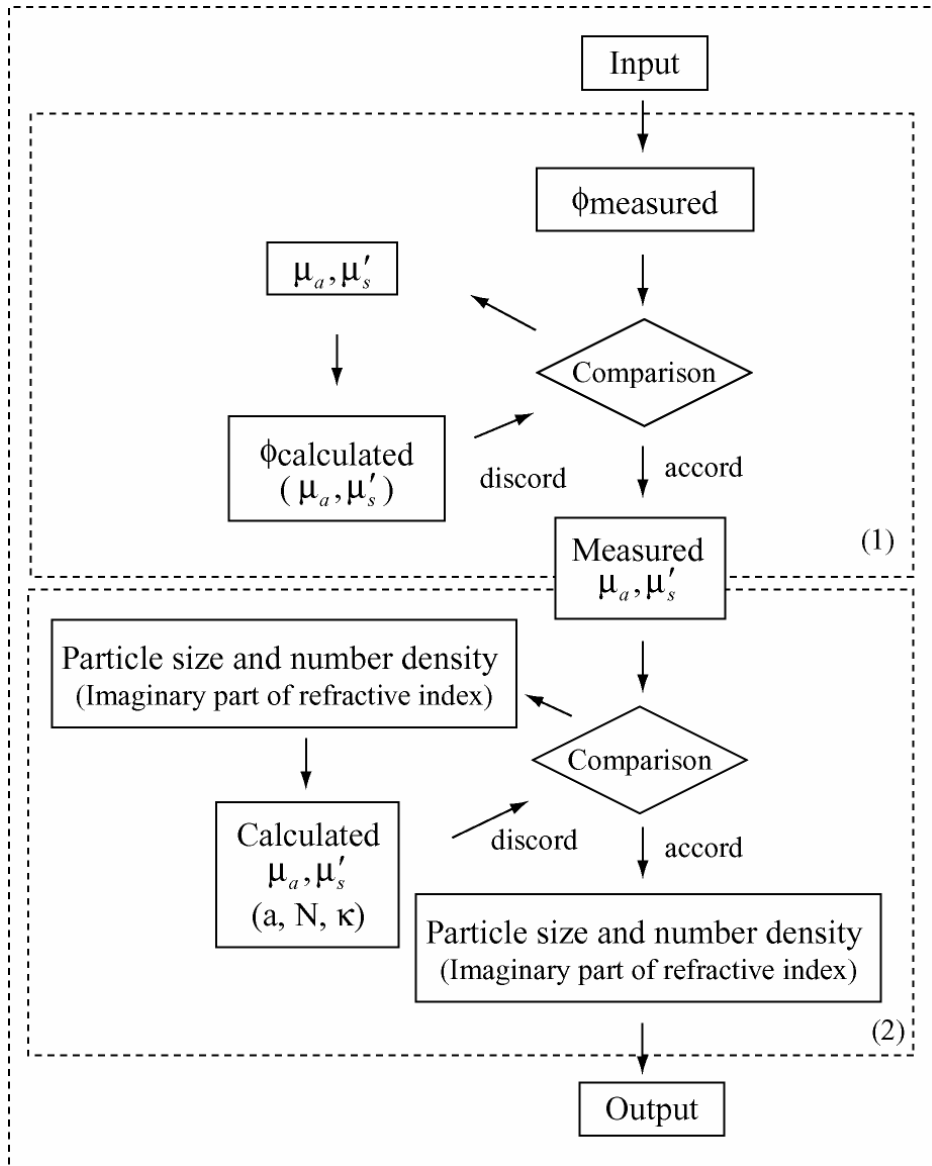 Input
ϕmeasured
μₐ, μ′ₛ
Comparison
ϕcalculated
(μₐ, μ′ₛ)
discord
accord
Measured
μₐ, μ′ₛ
(1)
Particle size and number density
(Imaginary part of refractive index)
Comparison
Calculated
μₐ, μ′ₛ
(a, N, κ)
discord
accord
Particle size and number density
(Imaginary part of refractive index)
(2)
Output